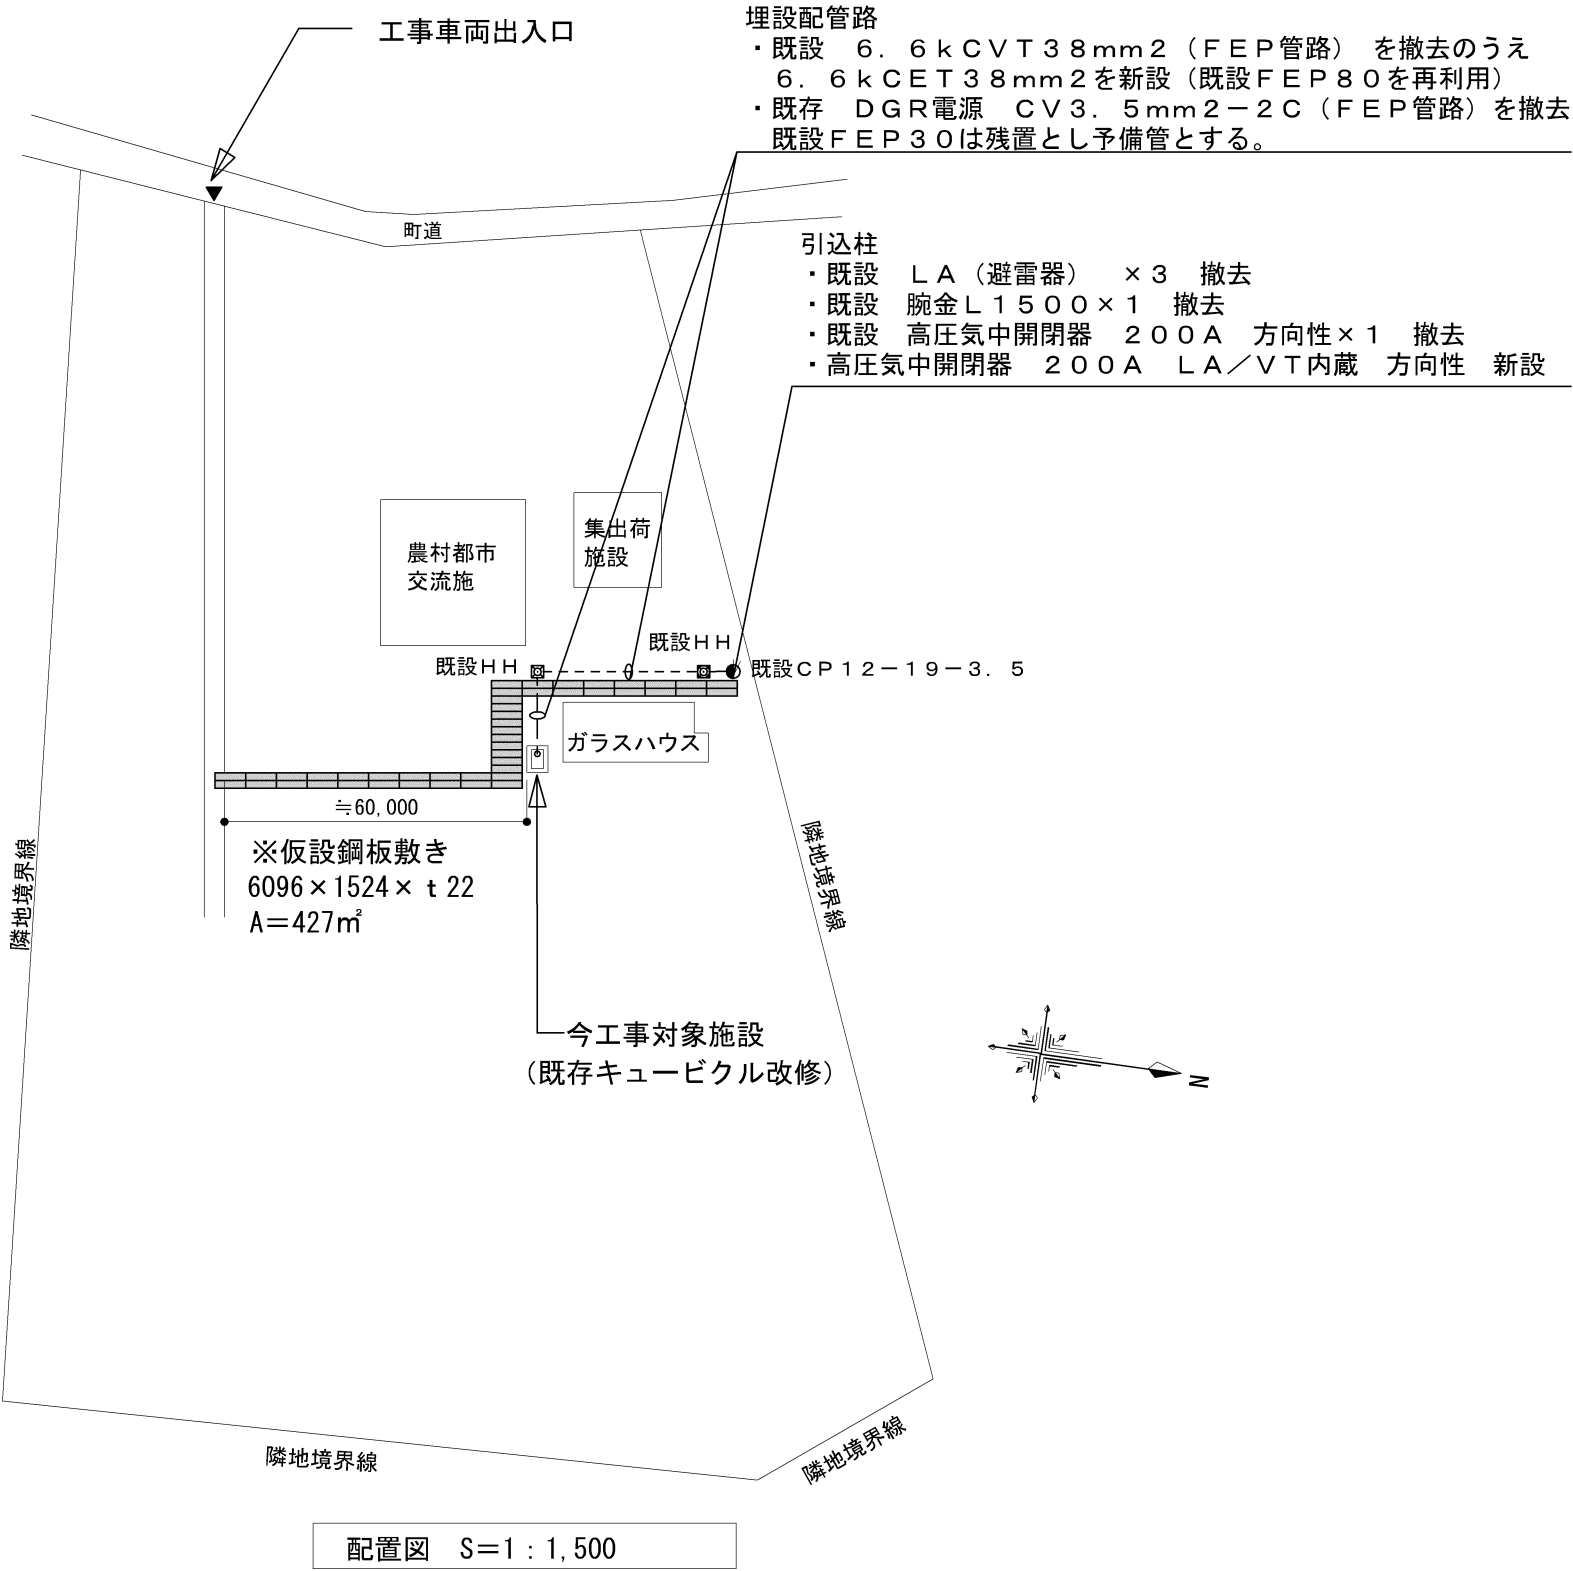 工事車両出入口
埋設配管路
・既設　６．６ｋＣＶＴ３８ｍｍ２（ＦＥＰ管路）　を撤去のうえ
６．６ｋＣＥＴ３８ｍｍ２を新設（既設ＦＥＰ８０を再利用）
・既存　ＤＧＲ電源　ＣＶ３．５ｍｍ２－２Ｃ（ＦＥＰ管路）を撤去
既設ＦＥＰ３０は残置とし予備管とする。
町道
引込柱
・既設　ＬＡ（避雷器）　×３　撤去
・既設　腕金Ｌ１５００×１　撤去
・既設　高圧気中開閉器　２００Ａ　方向性×１　撤去
・高圧気中開閉器　２００Ａ　ＬＡ／ＶＴ内蔵　方向性　新設
農村都市
交流施
集出荷
施設
既設ＨＨ
既設ＨＨ
既設ＣＰ１２－１９－３．５
ガラスハウス
≒60,000
※仮設鋼板敷き
6096×1524×ｔ22
A＝427㎡
隣地境界線
隣地境界線
今工事対象施設
（既存キュービクル改修）
N
隣地境界線
隣地境界線
配置図　S＝1：1,500